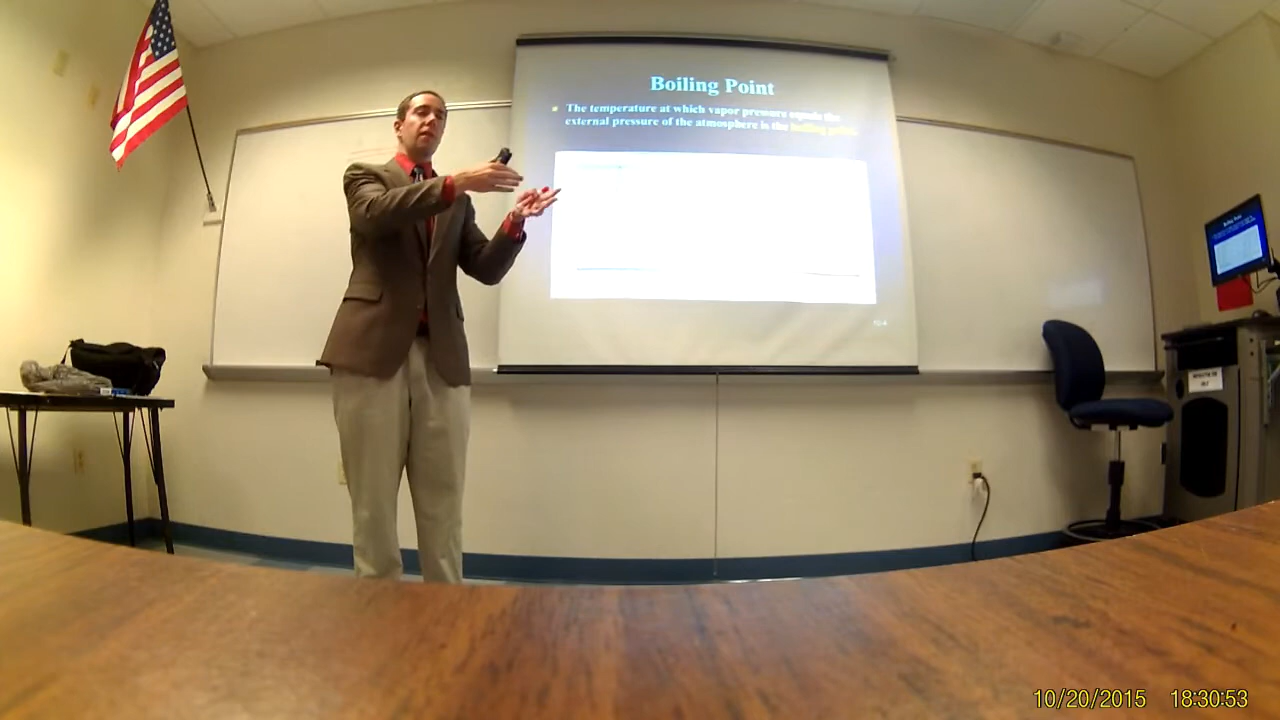 Boiling Point
The temperature at which vapor pressure equals the
external pressure of the atmosphere is the boiling point.
10/20/2015 18:30:53